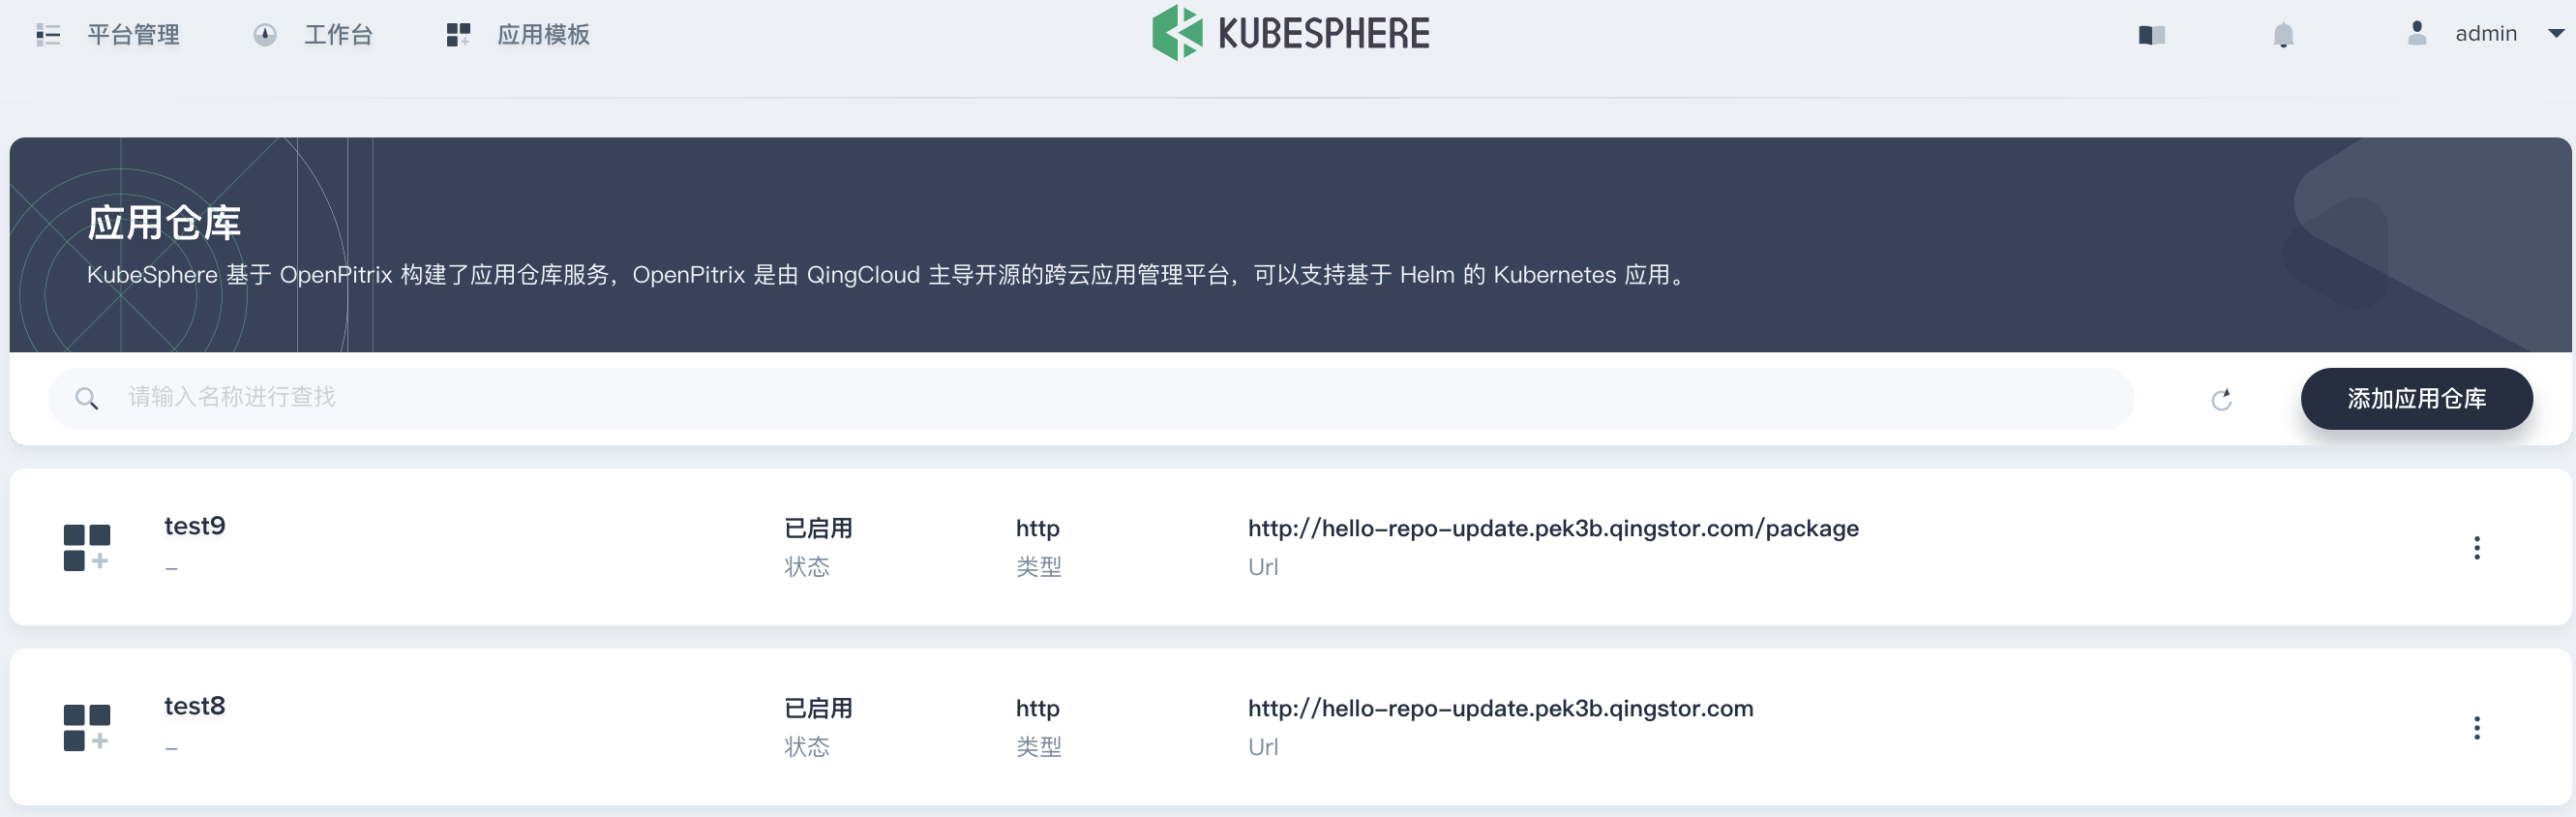 平台管理 工作台 应用模板 KUBESPHERE admin
应用仓库
KubeSphere 基于 OpenPitrix 构建了应用仓库服务，OpenPitrix 是由 QingCloud 主导开源的跨云应用管理平台，可以支持基于 Helm 的 Kubernetes 应用。
请输入名称进行查找 添加应用仓库
test9 已启用 http http://hello-repo-update.pek3b.qingstor.com/package
– 状态 类型 Url
test8 已启用 http http://hello-repo-update.pek3b.qingstor.com
– 状态 类型 Url